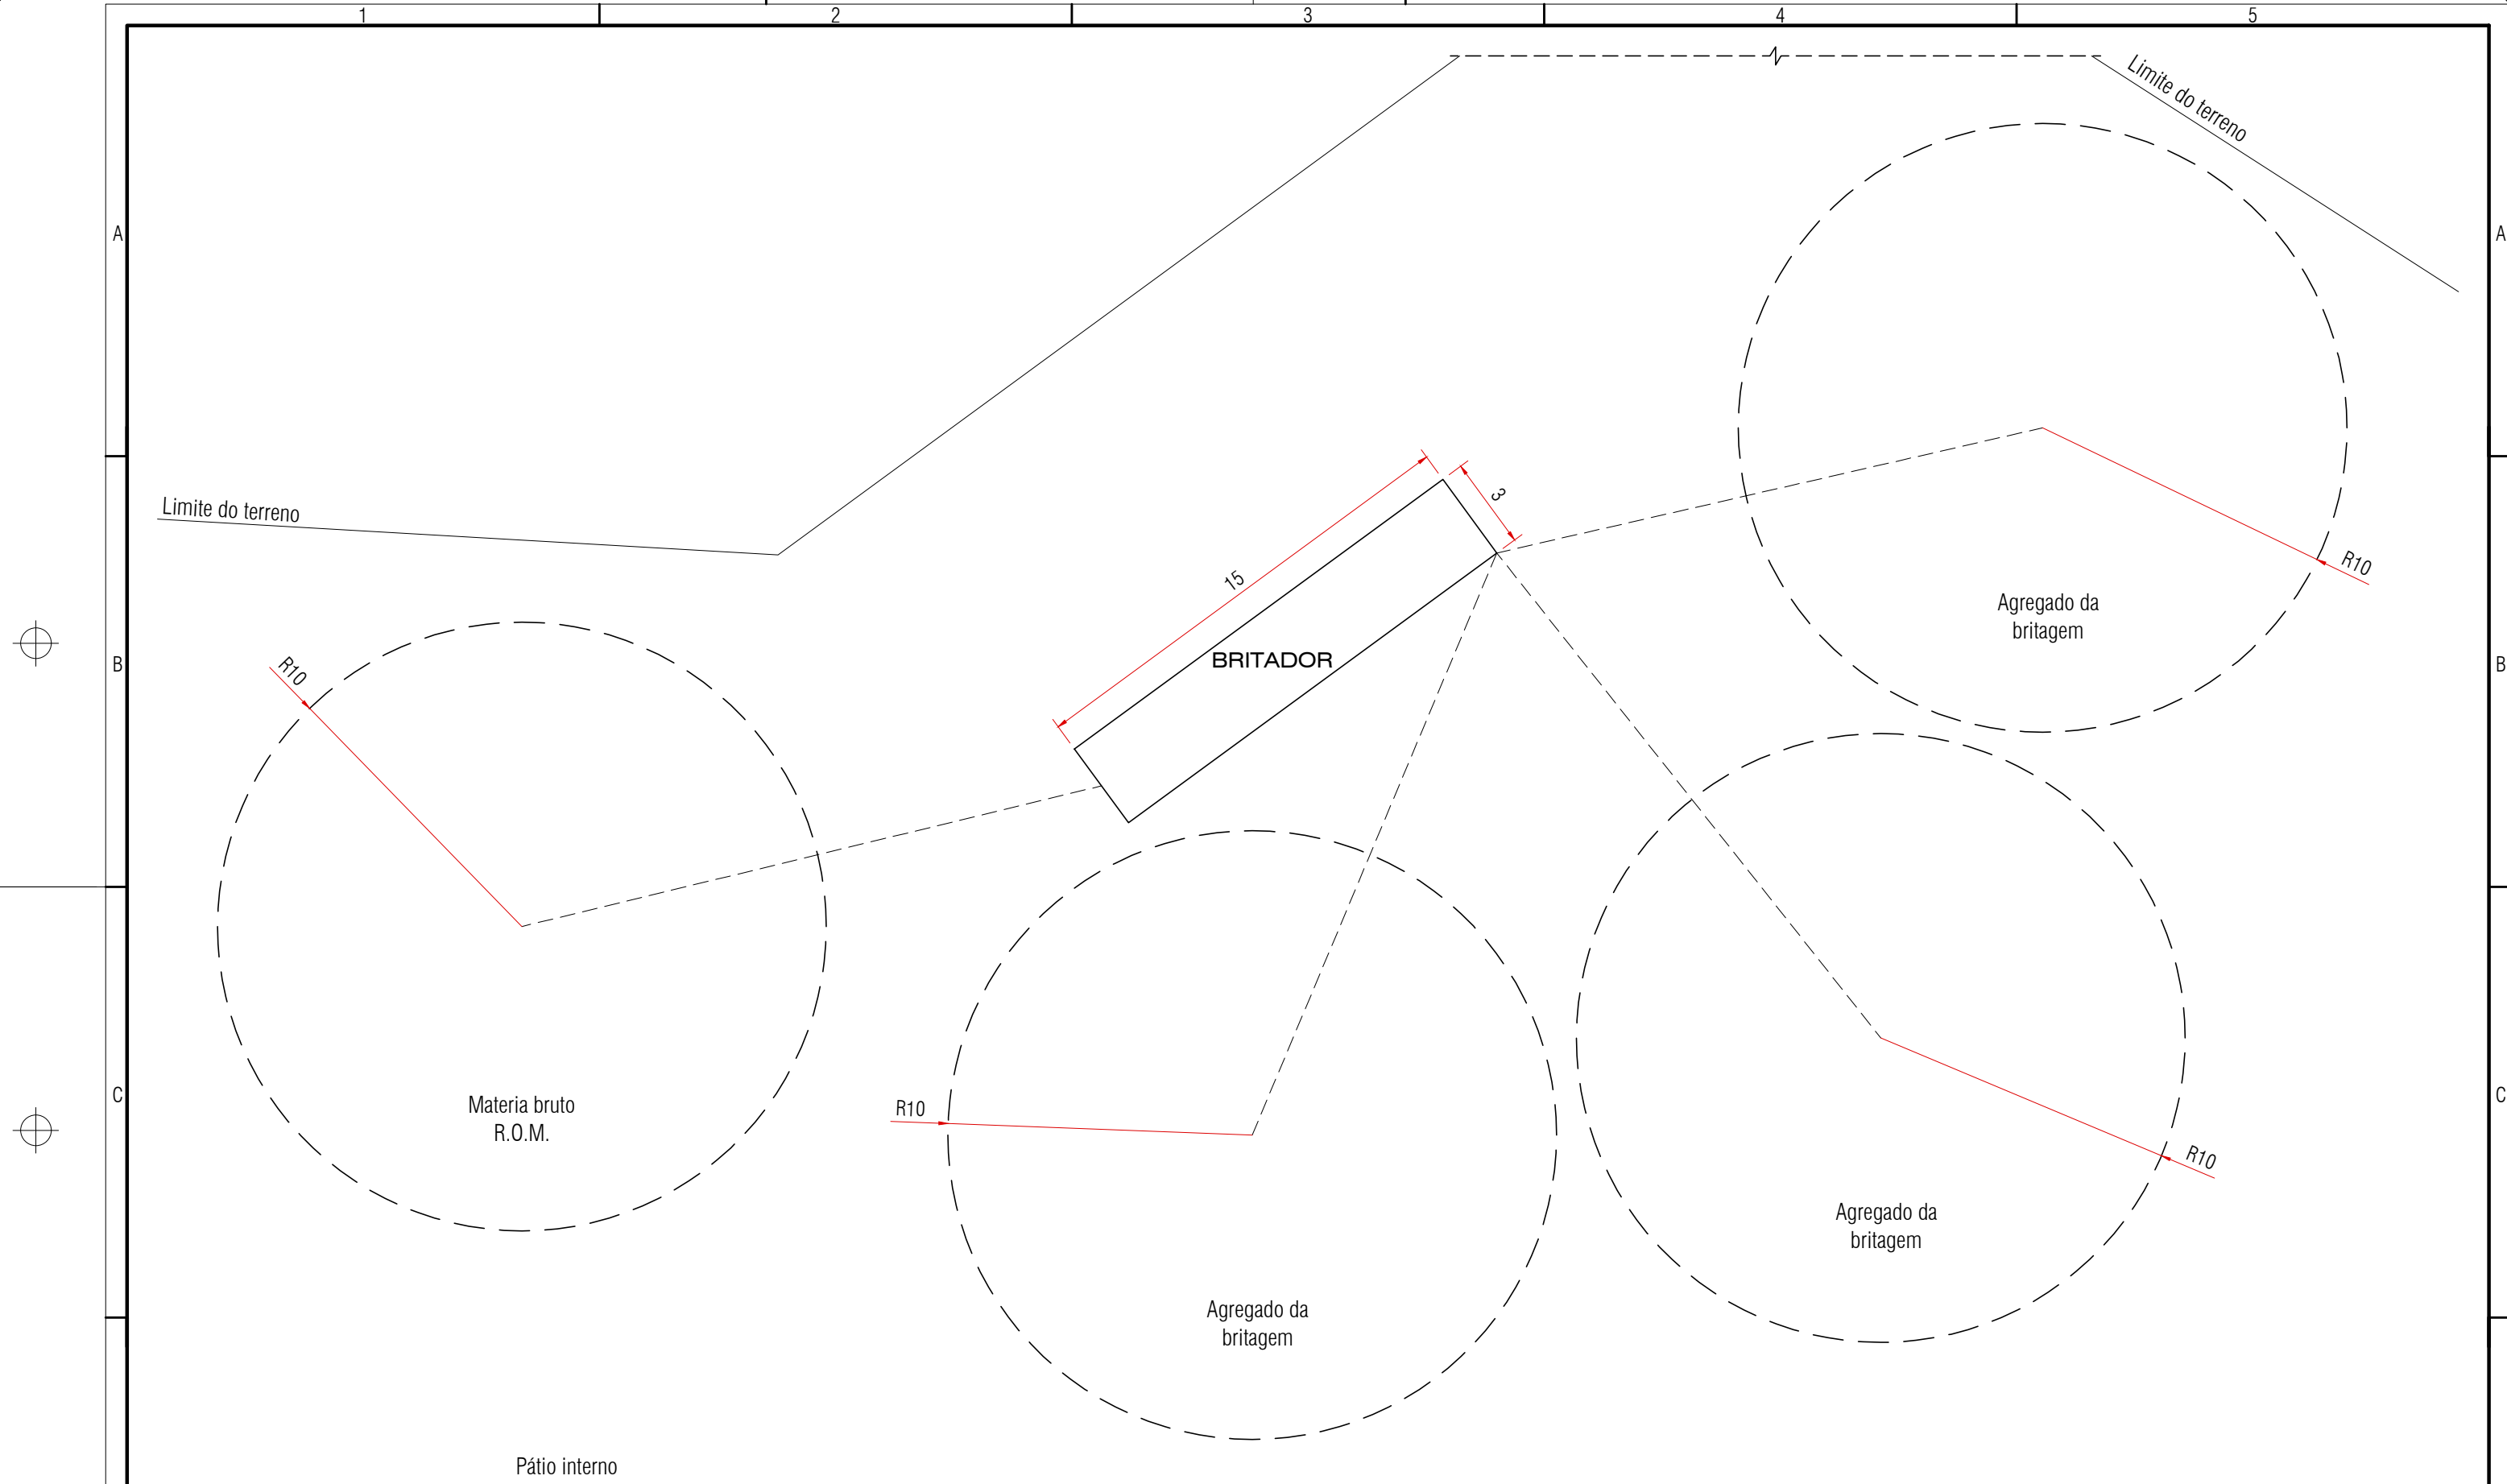 1
2
3
4
5
Limite do terreno
A
A
Limite do terreno
3
15
R10
Agregado da
britagem
BRITADOR
B
B
R10
Materia bruto
R.O.M.
C
C
R10
R10
Agregado da
britagem
Agregado da
britagem
Pátio interno